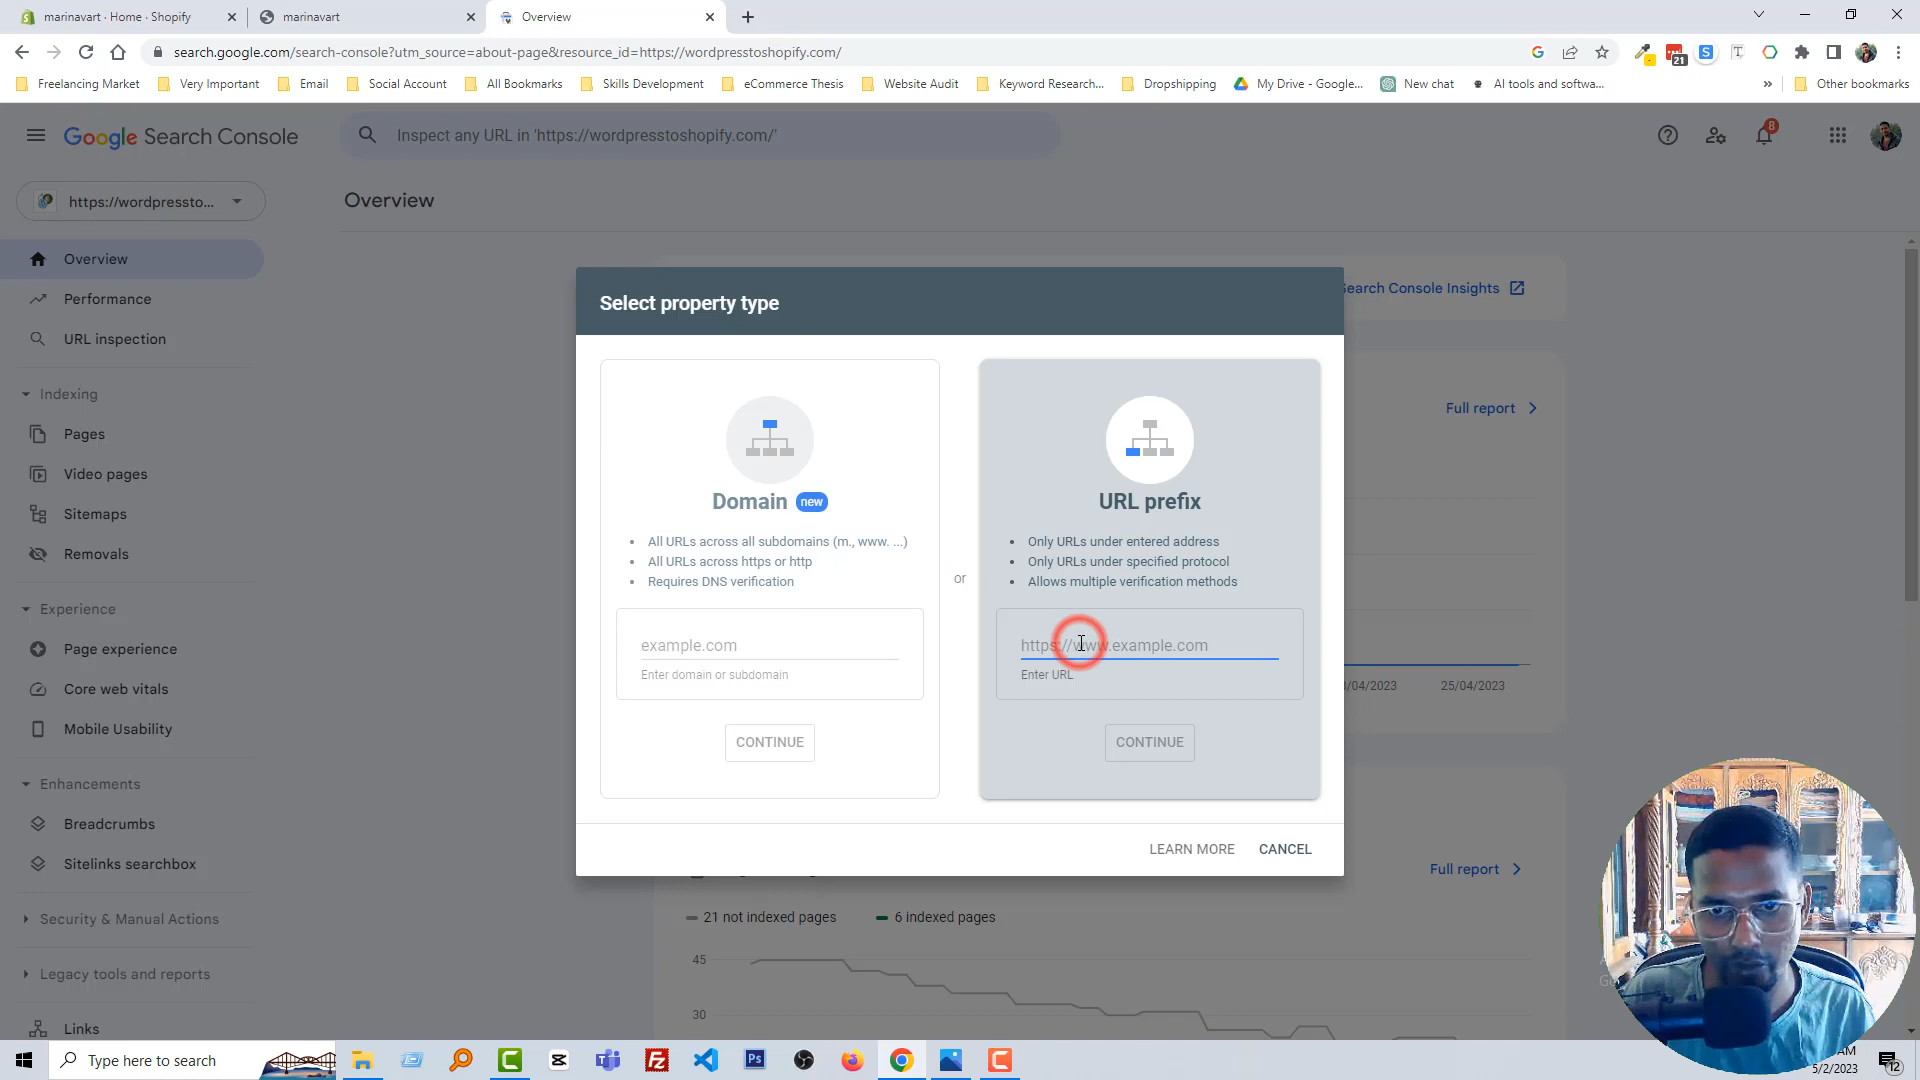 marinavart · Home · Shopify
marinavart
Overview
search.google.com/search-console?utm_source=about-page&resource_id=https://wordpresstoshopify.com/
21
Freelancing Market
Very Important
Email
Social Account
All Bookmarks
Skills Development
eCommerce Thesis
Website Audit
Keyword Research...
Dropshipping
My Drive - Google...
New chat
AI tools and softwa...
»
Other bookmarks
Google Search Console
Inspect any URL in 'https://wordpresstoshopify.com/'
8
https://wordpressto...
Overview
Overview
Performance
URL inspection
Indexing
Pages
Video pages
Sitemaps
Removals
Experience
Page experience
Core web vitals
Mobile Usability
Enhancements
Breadcrumbs
Sitelinks searchbox
Security & Manual Actions
Legacy tools and reports
Links
Search Console Insights
Full report
/04/2023
25/04/2023
Select property type
Domain new
• All URLs across all subdomains (m., www. ...)
• All URLs across https or http
• Requires DNS verification
example.com
Enter domain or subdomain
CONTINUE
or
URL prefix
• Only URLs under entered address
• Only URLs under specified protocol
• Allows multiple verification methods
https://www.example.com
Enter URL
CONTINUE
LEARN MORE
CANCEL
Full report
21 not indexed pages
6 indexed pages
45
30
Type here to search
AM
5/2/2023
12